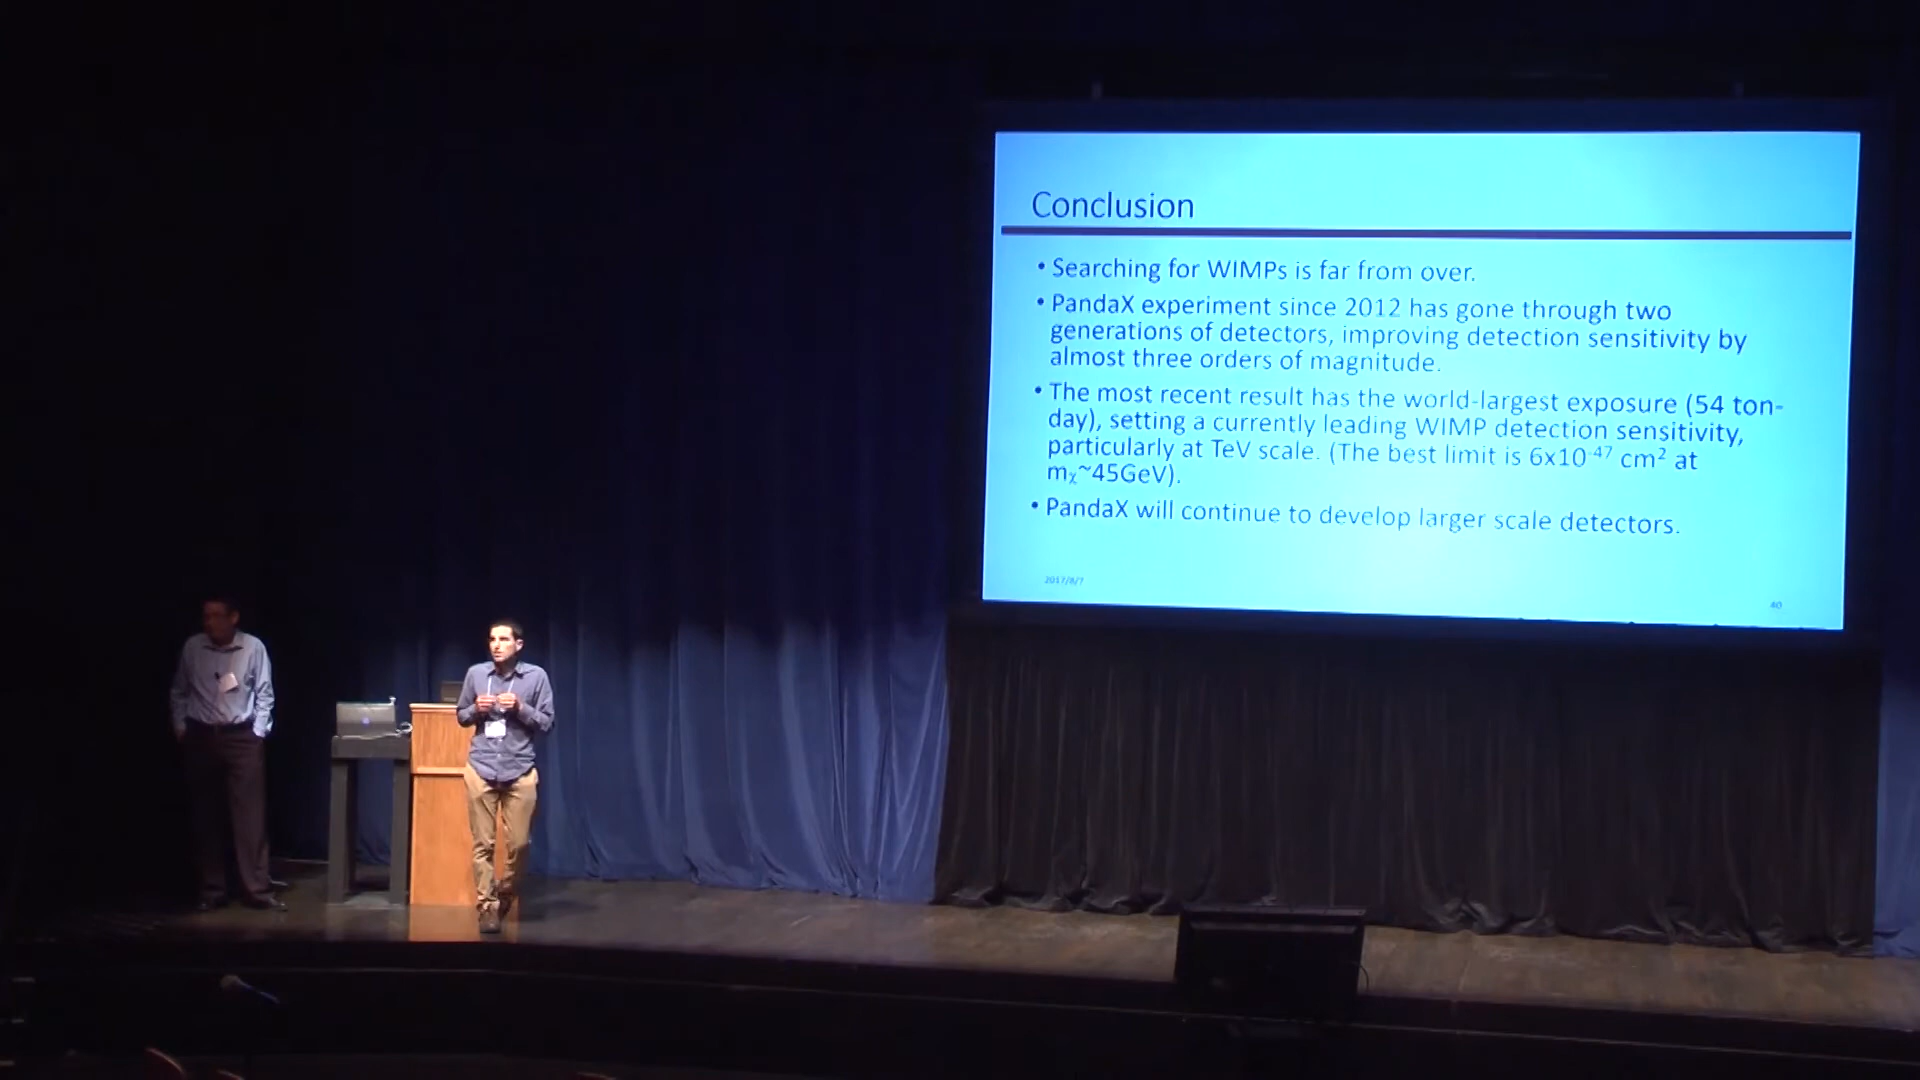 Conclusion
• Searching for WIMPs is far from over.
• PandaX experiment since 2012 has gone through two
generations of detectors, improving detection sensitivity by
almost three orders of magnitude.
• The most recent result has the world-largest exposure (54 ton-
day), setting a currently leading WIMP detection sensitivity,
particularly at TeV scale. (The best limit is 6x10⁻⁴⁷ cm² at
mᵪ~45GeV).
• PandaX will continue to develop larger scale detectors.
2017/8/7
40